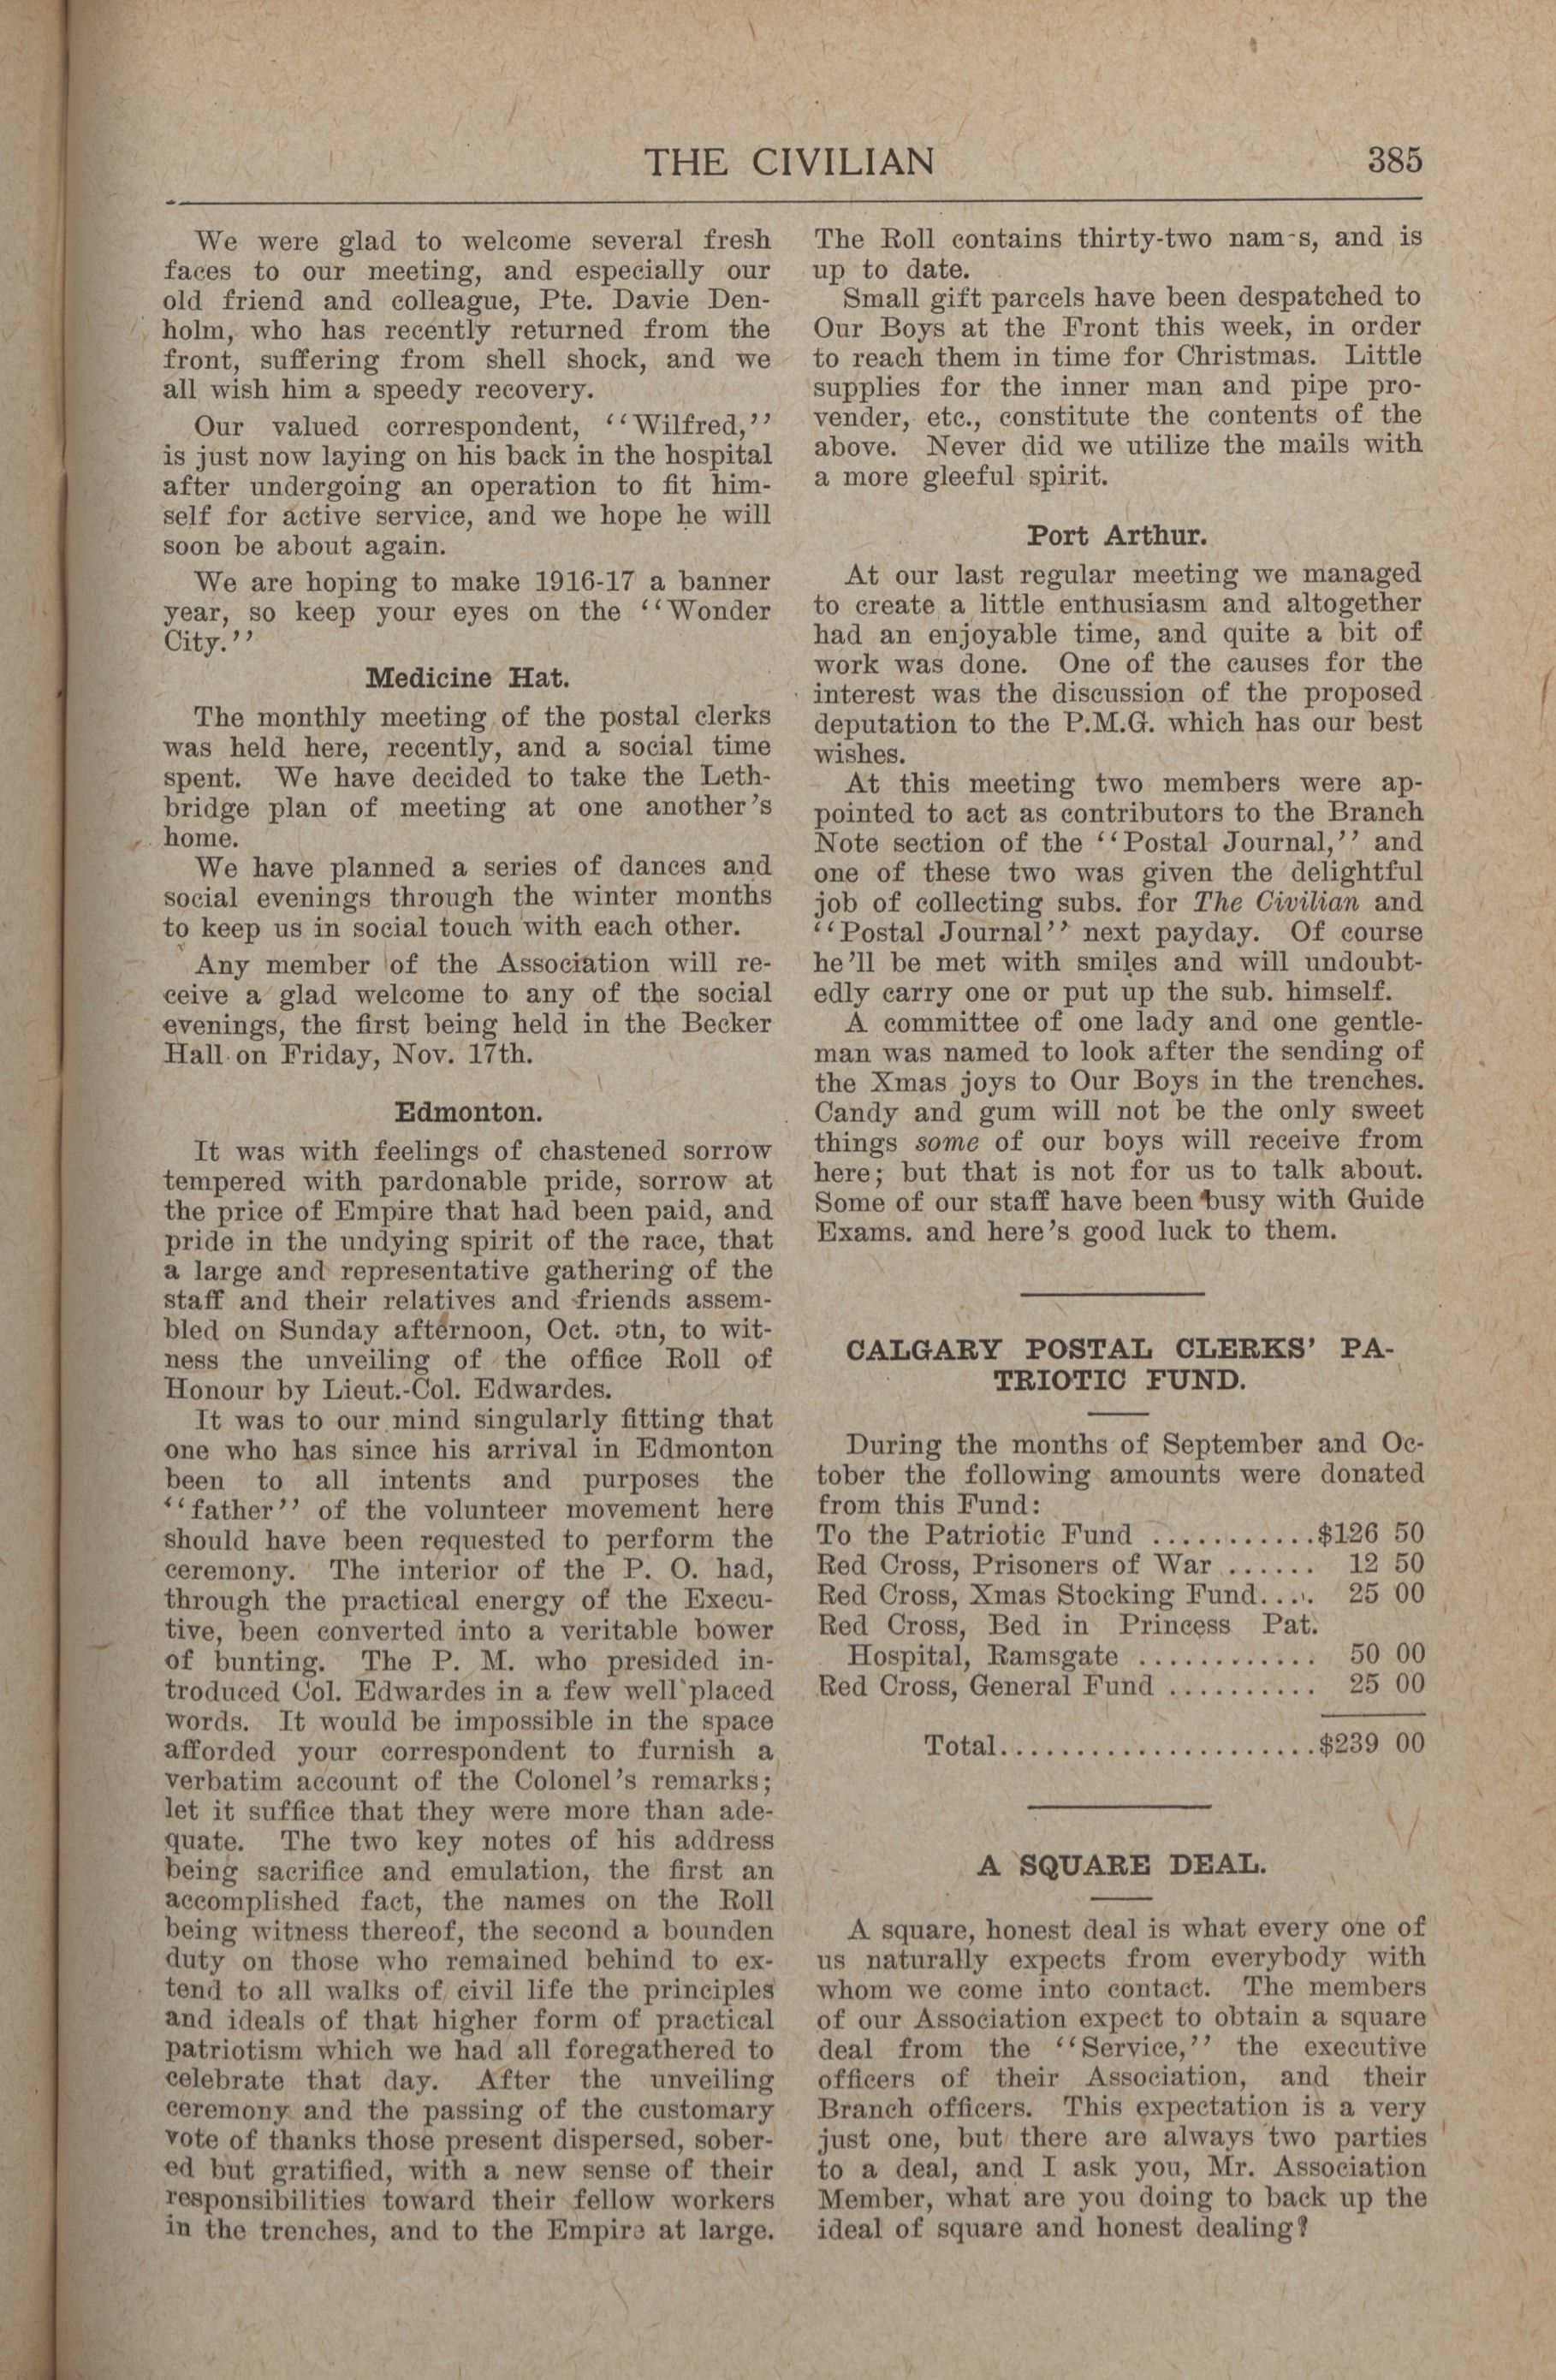 THE CIVILIAN
385
We were glad to welcome several fresh
faces to our meeting, and especially our
old friend and colleague, Pte. Davie Den-
holm, who has recently returned from the
front, suffering from shell shock, and we
all wish him a speedy recovery.
Our valued correspondent, ‘‘Wilfred,’’
is just now laying on his back in the hospital
after undergoing an operation to fit him-
self for active service, and we hope he will
soon be about again.
We are hoping to make 1916-17 a banner
year, so keep your eyes on the ‘‘Wonder
City.’’
Medicine Hat.
The monthly meeting of the postal clerks
was held here, recently, and a social time
spent. We have decided to take the Leth-
bridge plan of meeting at one another's
home.
We have planned a series of dances and
social evenings through the winter months
to keep us in social touch with each other.
Any member of the Association will re-
ceive a glad welcome to any of the social
evenings, the first being held in the Becker
Hall on Friday, Nov. 17th.
Edmonton.
It was with feelings of chastened sorrow
tempered with pardonable pride, sorrow at
the price of Empire that had been paid, and
pride in the undying spirit of the race, that
a large and representative gathering of the
staff and their relatives and friends assem-
bled on Sunday afternoon, Oct. to wit-
ness the unveiling of the office Roll of
Honour by Lieut.-Col. Edwardes.
It was to our mind singularly fitting that
one who has since his arrival in Edmonton
been to all intents and purposes the
‘‘father’’ of the volunteer movement here
should have been requested to perform the
ceremony. The interior of the P. O. had,
through the practical energy of the Execu-
tive, been converted into a veritable bower
of bunting. The P. M. who presided in-
troduced Col. Edwardes in a few well placed
words. It would be impossible in the space
afforded your correspondent to furnish a
verbatim account of the Colonel's remarks;
let it suffice that they were more than ade-
quate. The two key notes of his address
being sacrifice and emulation, the first an
accomplished fact, the names on the Roll
being witness thereof, the second a bounden
duty on those who remained behind to ex-
tend to all walks of civil life the principles
and ideals of that higher form of practical
patriotism which we had all foregathered to
celebrate that day. After the unveiling
ceremony and the passing of the customary
vote of thanks those present dispersed, sober-
ed but gratified, with a new sense of their
responsibilities toward their fellow workers
in the trenches, and to the Empire at large.
The Roll contains thirty-two nam-s, and is
up to date.
Small gift parcels have been despatched to
Our Boys at the Front this week, in order
to reach them in time for Christmas. Little
supplies for the inner man and pipe pro-
vender, etc., constitute the contents of the
above. Never did we utilize the mails with
a more gleeful spirit.
Port Arthur.
At our last regular meeting we managed
to create a little enthusiasm and altogether
had an enjoyable time, and quite a bit of
work was done. One of the causes for the
interest was the discussion of the proposed
deputation to the P.M.G. which has our best
wishes.
At this meeting two members were ap-
pointed to act as contributors to the Branch
Note section of the ‘‘Postal Journal,’’ and
one of these two was given the delightful
job of collecting subs. for The Civilian and
‘‘Postal Journal’’ next payday. Of course
he'll be met with smiles and will undoubt-
edly carry one or put up the sub. himself.
A committee of one lady and one gentle-
man was named to look after the sending of
the Xmas joys to Our Boys in the trenches.
Candy and gum will not be the only sweet
things some of our boys will receive from
here; but that is not for us to talk about.
Some of our staff have been busy with Guide
Exams. and here's good luck to them.
CALGARY POSTAL CLERKS' PA-
TRIOTIC FUND.
During the months of September and Oc-
tober the following amounts were donated
from this Fund:
To the Patriotic Fund ...........$126 50
Red Cross, Prisoners of War ...... 12 50
Red Cross, Xmas Stocking Fund.... 25 00
Red Cross, Bed in Princess Pat.
Hospital, Ramsgate ............ 50 00
Red Cross, General Fund .......... 25 00
Total.....................$239 00
A SQUARE DEAL.
A square, honest deal is what every one of
us naturally expects from everybody with
whom we come into contact. The members
of our Association expect to obtain a square
deal from the ‘‘Service,’’ the executive
officers of their Association, and their
Branch officers. This expectation is a very
just one, but there are always two parties
to a deal, and I ask you, Mr. Association
Member, what are you doing to back up the
ideal of square and honest dealing?